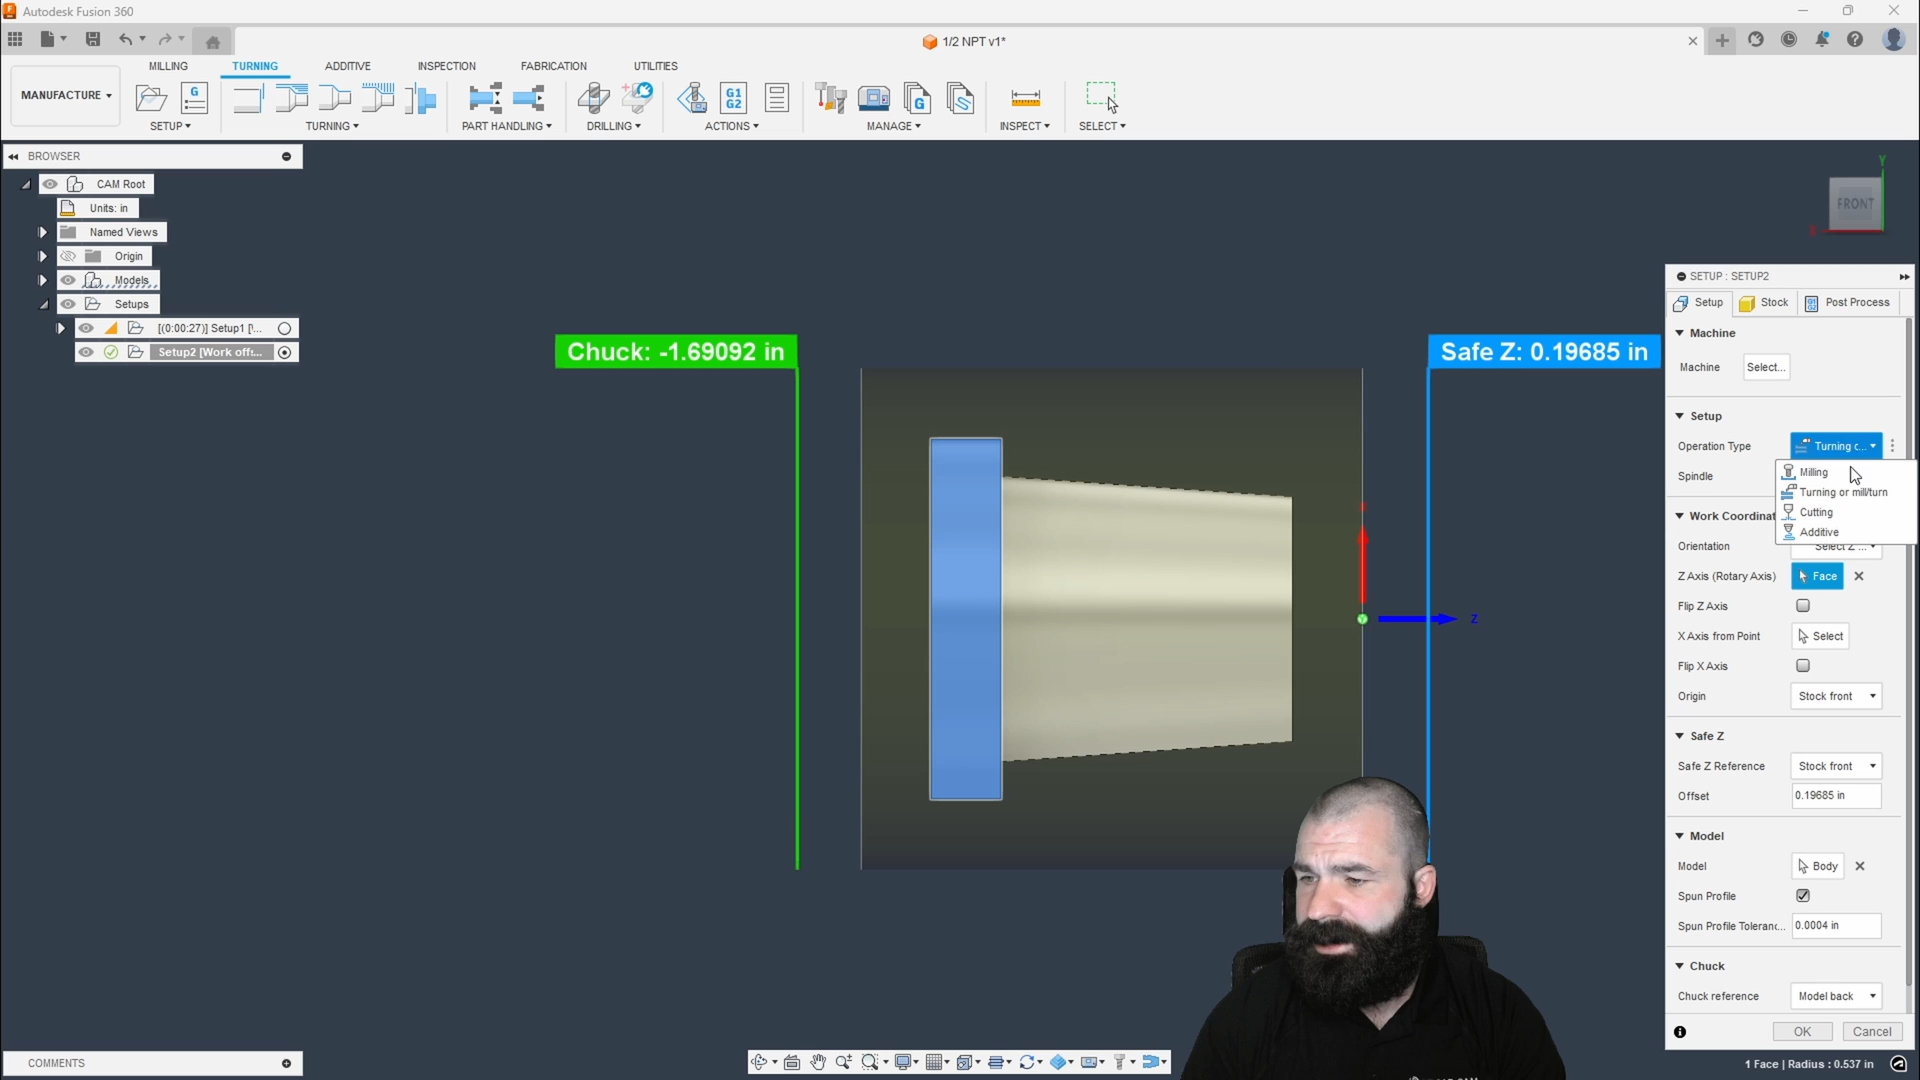 Autodesk Fusion 360
1/2 NPT v1*
MILLING
TURNING
ADDITIVE
INSPECTION
FABRICATION
UTILITIES
MANUFACTURE
G
G1
G2
G
SETUP
TURNING
PART HANDLING
DRILLING
ACTIONS
MANAGE
INSPECT
SELECT
BROWSER
CAM Root
Units: in
Named Views
Origin
Models
Setups
[(0:00:27)] Setup1 ['...
Setup2 [Work off:...
Chuck: -1.69092 in
Safe Z: 0.19685 in
Z
Y
FRONT
X
SETUP : SETUP2
Setup
Stock
Post Process
Machine
Machine
Select...
Setup
Operation Type
Turning c...
Spindle
Milling
Turning or mill/turn
Cutting
Additive
Work Coordinat
Orientation
Select Z ...
Z Axis (Rotary Axis)
Face
Flip Z Axis
X Axis from Point
Select
Flip X Axis
Origin
Stock front
Safe Z
Safe Z Reference
Stock front
Offset
0.19685 in
Model
Model
Body
Spun Profile
Spun Profile Toleranc...
0.0004 in
Chuck
Chuck reference
Model back
OK
Cancel
COMMENTS
1 Face | Radius : 0.537 in